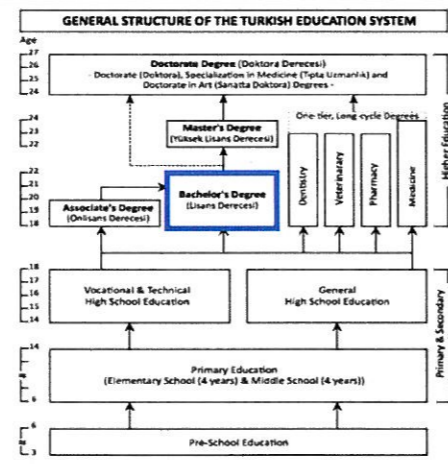 GENERAL STRUCTURE OF THE TURKISH EDUCATION SYSTEM
Age
27
26
25
24
Doctorate Degree (Doktora Derecesi)
- Doctorate (Doktora), Specialization in Medicine (Tıpta Uzmanlık) and
Doctorate in Art (Sanatta Doktora) Degrees -
24
23
22
Master's Degree
(Yüksek Lisans Derecesi)
One-tier, Long cycle Degrees
Higher Education
22
21
20
19
18
Associate's Degree
(Önlisans Derecesi)
Bachelor's Degree
(Lisans Derecesi)
Dentistry
Veterinarary
Pharmacy
Medicine
18
17
16
15
14
Vocational & Technical
High School Education
General
High School Education
Primary & Secondary
14
6
Primary Education
(Elementary School (4 years) & Middle School (4 years))
6
3
Pre-School Education